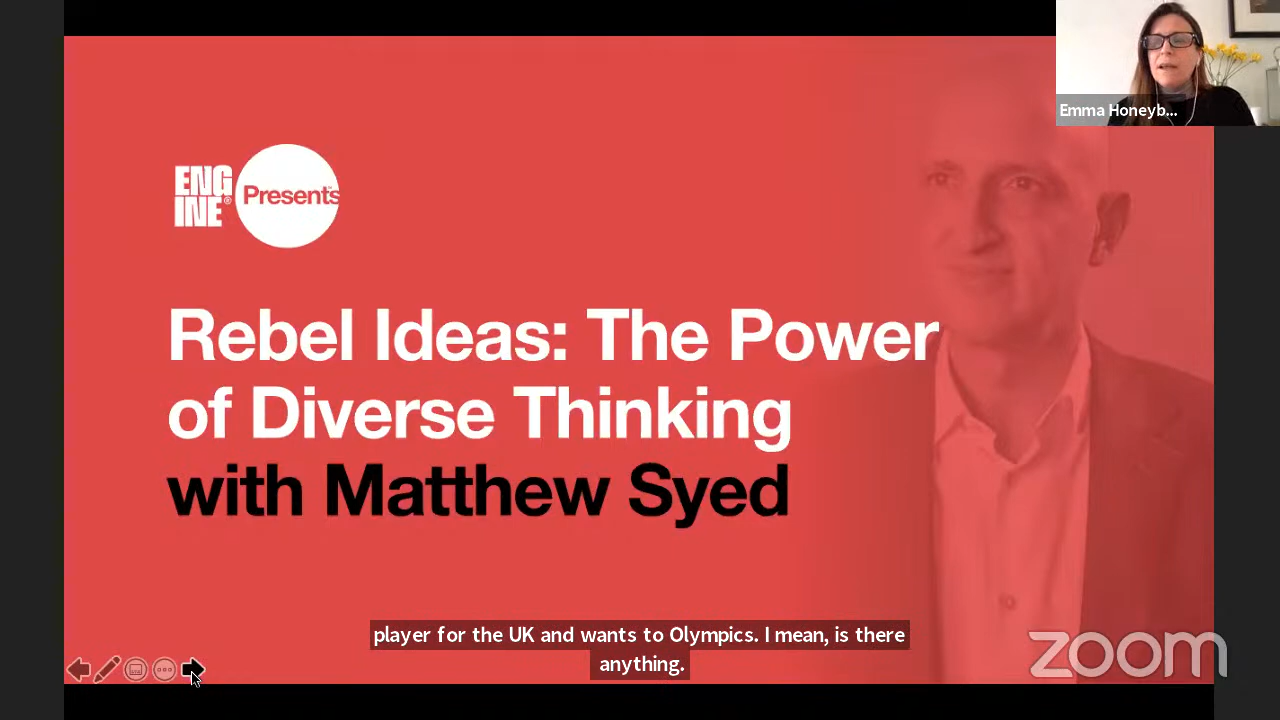 Emma Honeyb...
ENG
INE®
Presents™
Rebel Ideas: The Power
of Diverse Thinking
with Matthew Syed
player for the UK and wants to Olympics. I mean, is there
anything.
zoom